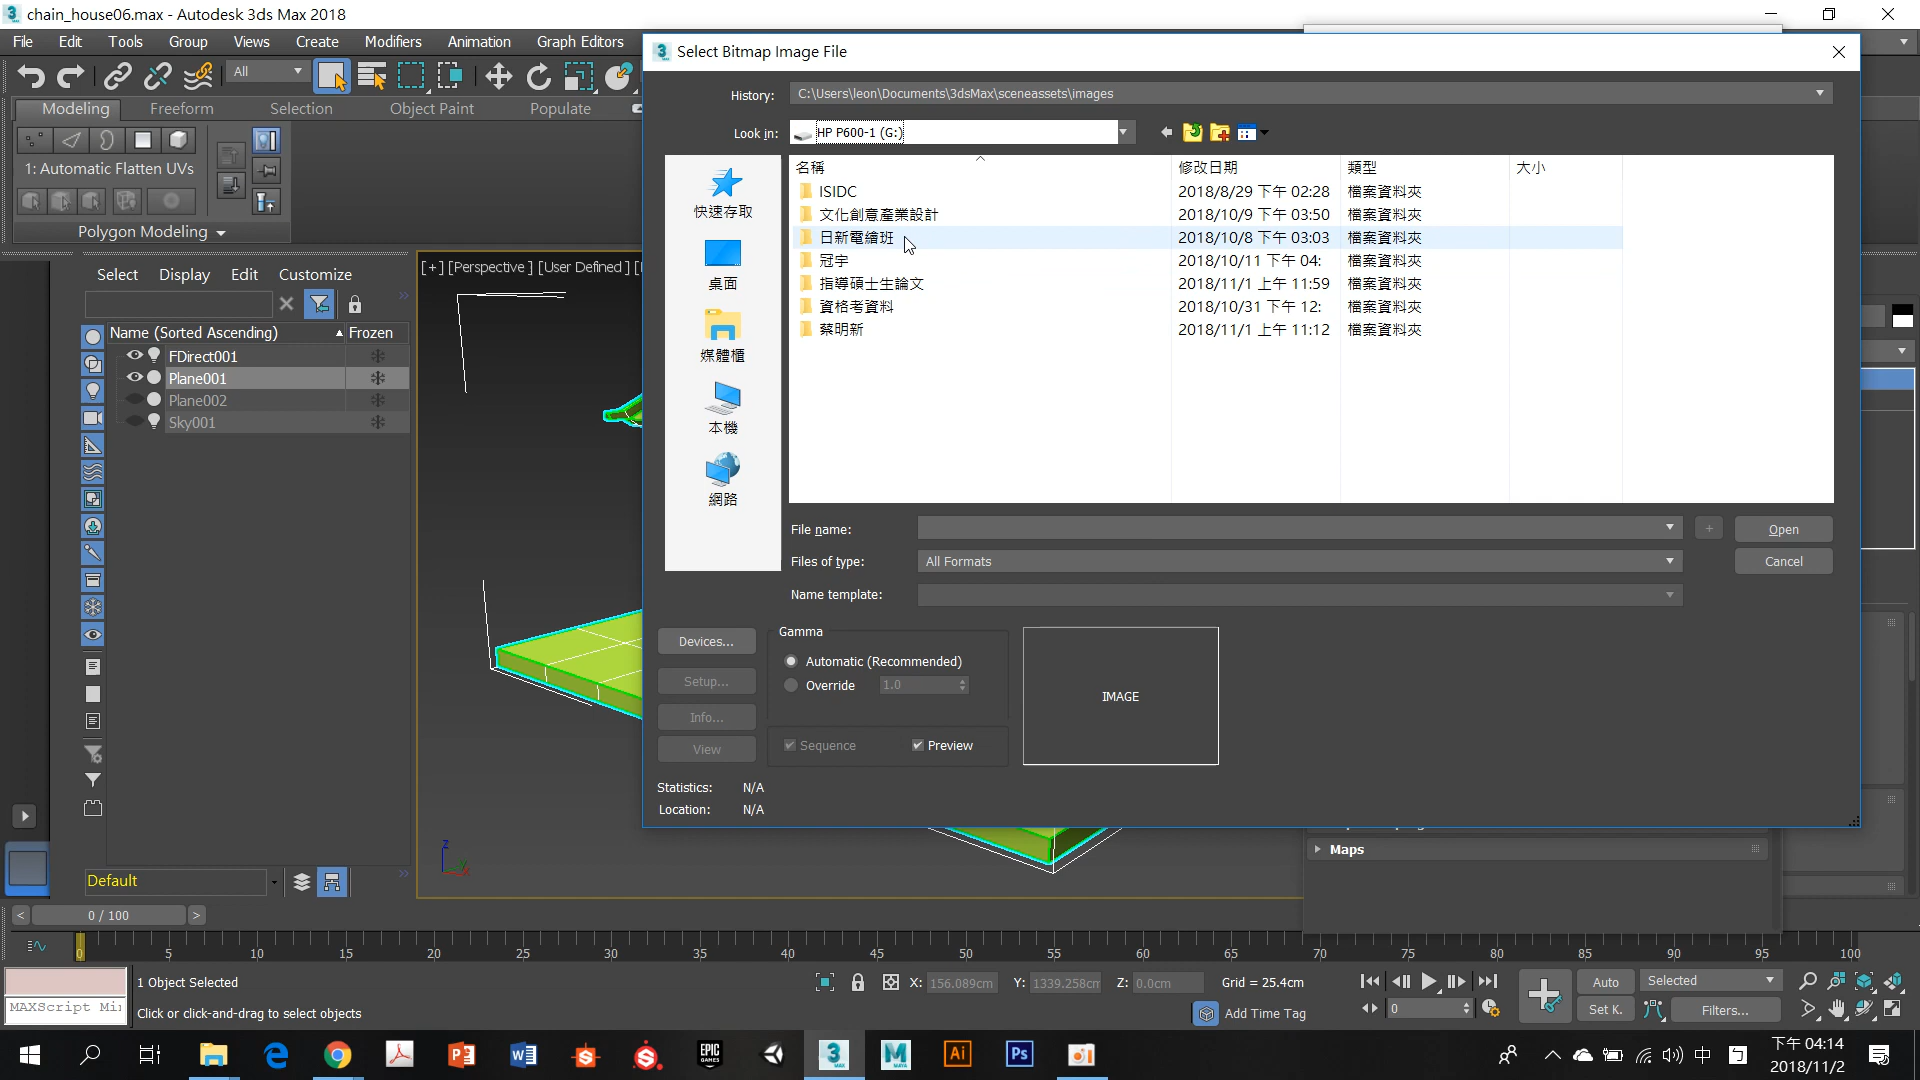 chain_house06.max - Autodesk 3ds Max 2018
File Edit Tools Group Views Create Modifiers Animation Graph Editors
Select Bitmap Image File
All
Modeling Freeform Selection Object Paint Populate
1: Automatic Flatten UVs
Polygon Modeling
History: C:\Users\leon\Documents\3dsMax\sceneassets\images
Look in: HP P600-1 (G:)
快速存取
桌面
媒體櫃
本機
網路
名稱 修改日期 類型 大小
ISIDC 2018/8/29 下午 02:28 檔案資料夾
文化創意產業設計 2018/10/9 下午 03:50 檔案資料夾
日新電繪班 2018/10/8 下午 03:03 檔案資料夾
冠宇 2018/10/11 下午 04: 檔案資料夾
指導碩士生論文 2018/11/1 上午 11:59 檔案資料夾
資格考資料 2018/10/31 下午 12: 檔案資料夾
蔡明新 2018/11/1 上午 11:12 檔案資料夾
File name: + Open
Files of type: All Formats Cancel
Name template:
Devices...
Setup...
Info...
View
Gamma
Automatic (Recommended)
Override 1.0
Sequence Preview
IMAGE
Statistics: N/A
Location: N/A
Select Display Edit Customize
[+] [Perspective ] [User Defined ] [
Name (Sorted Ascending) Frozen
FDirect001
Plane001
Plane002
Sky001
z
Maps
Default
< 0 / 100 >
0 5 10 15 20 25 30 35 40 45 50 55 60 65 70 75 80 85 90 95 100
1 Object Selected
X: 156.089cm Y: 1339.258cm Z: 0.0cm Grid = 25.4cm
Auto Selected
MAXScript Mi
Click or click-and-drag to select objects
Add Time Tag
0
Set K. Filters...
EPIC GAMES
3
MAX
M
MAYA
Ai
Ps
中
下午 04:14
2018/11/2